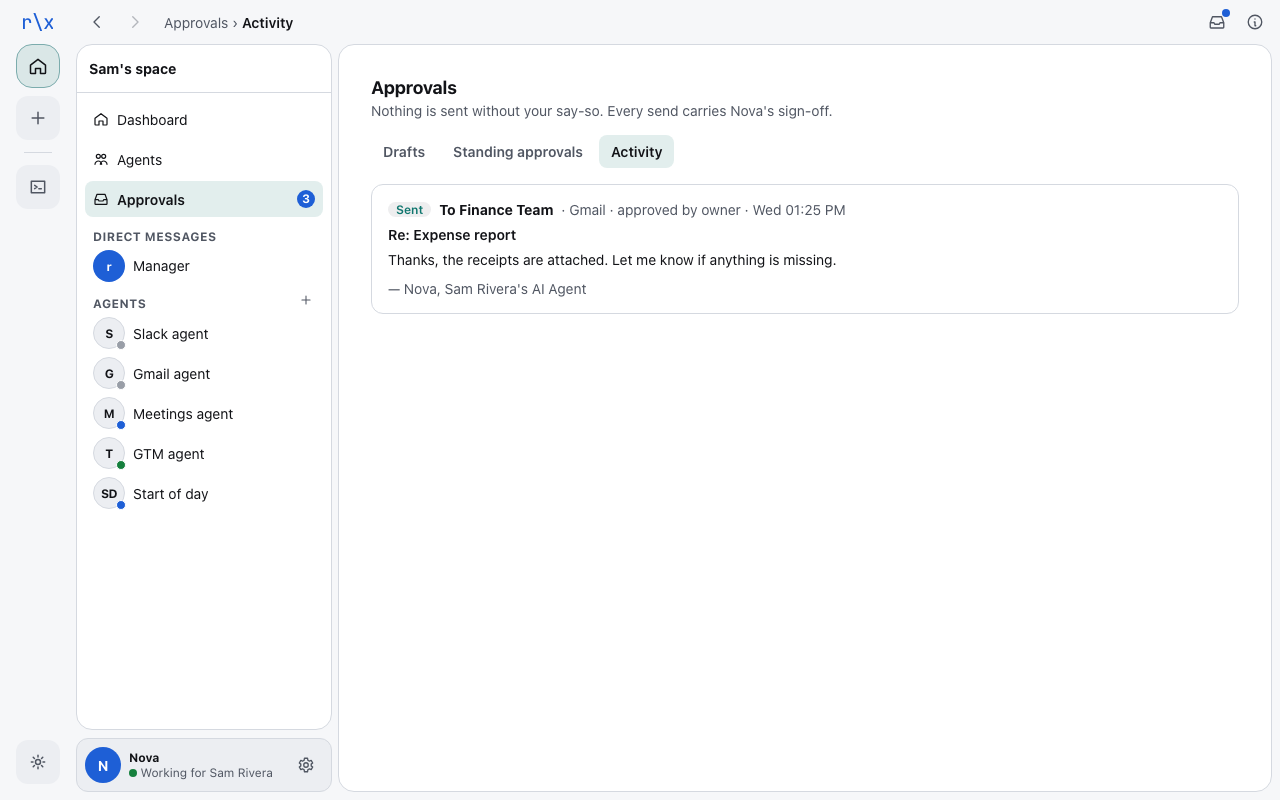 r\x
Approvals › Activity
Sam's space
Dashboard
Agents
Approvals 3
DIRECT MESSAGES
r Manager
AGENTS
S Slack agent
G Gmail agent
M Meetings agent
T GTM agent
SD Start of day
N Nova
Working for Sam Rivera
Approvals
Nothing is sent without your say-so. Every send carries Nova's sign-off.
Drafts Standing approvals Activity
Sent To Finance Team · Gmail · approved by owner · Wed 01:25 PM
Re: Expense report
Thanks, the receipts are attached. Let me know if anything is missing.
— Nova, Sam Rivera's AI Agent